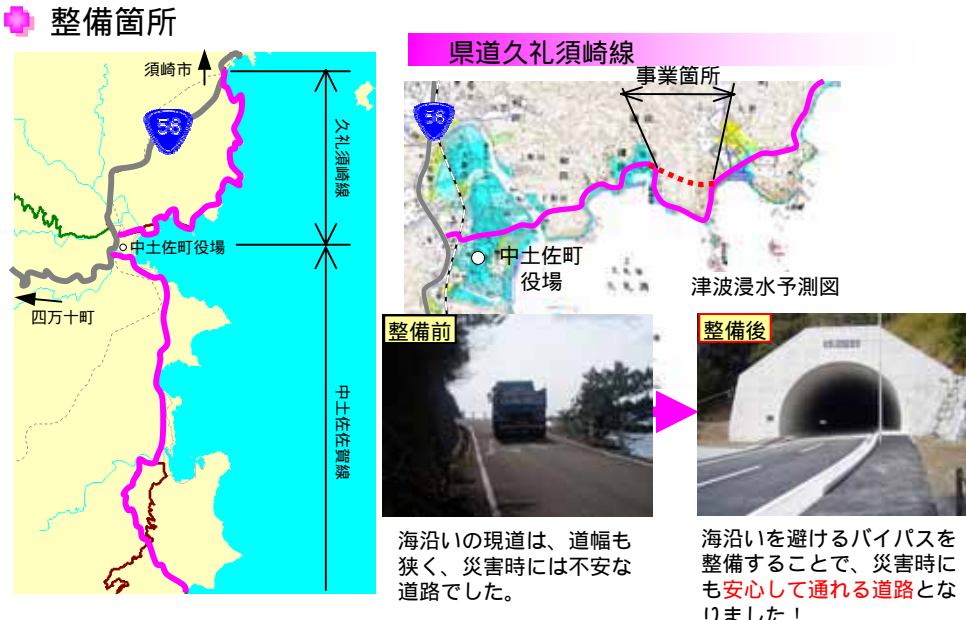 整備箇所
須崎市
56
久礼須崎線
中土佐町役場
四万十町
中土佐佐賀線
県道久礼須崎線
事業箇所
56
中土佐町
役場
津波浸水予測図
整備前
整備後
海沿いの現道は、道幅も
狭く、災害時には不安な
道路でした。
海沿いを避けるバイパスを
整備することで、災害時に
も安心して通れる道路とな
りました！